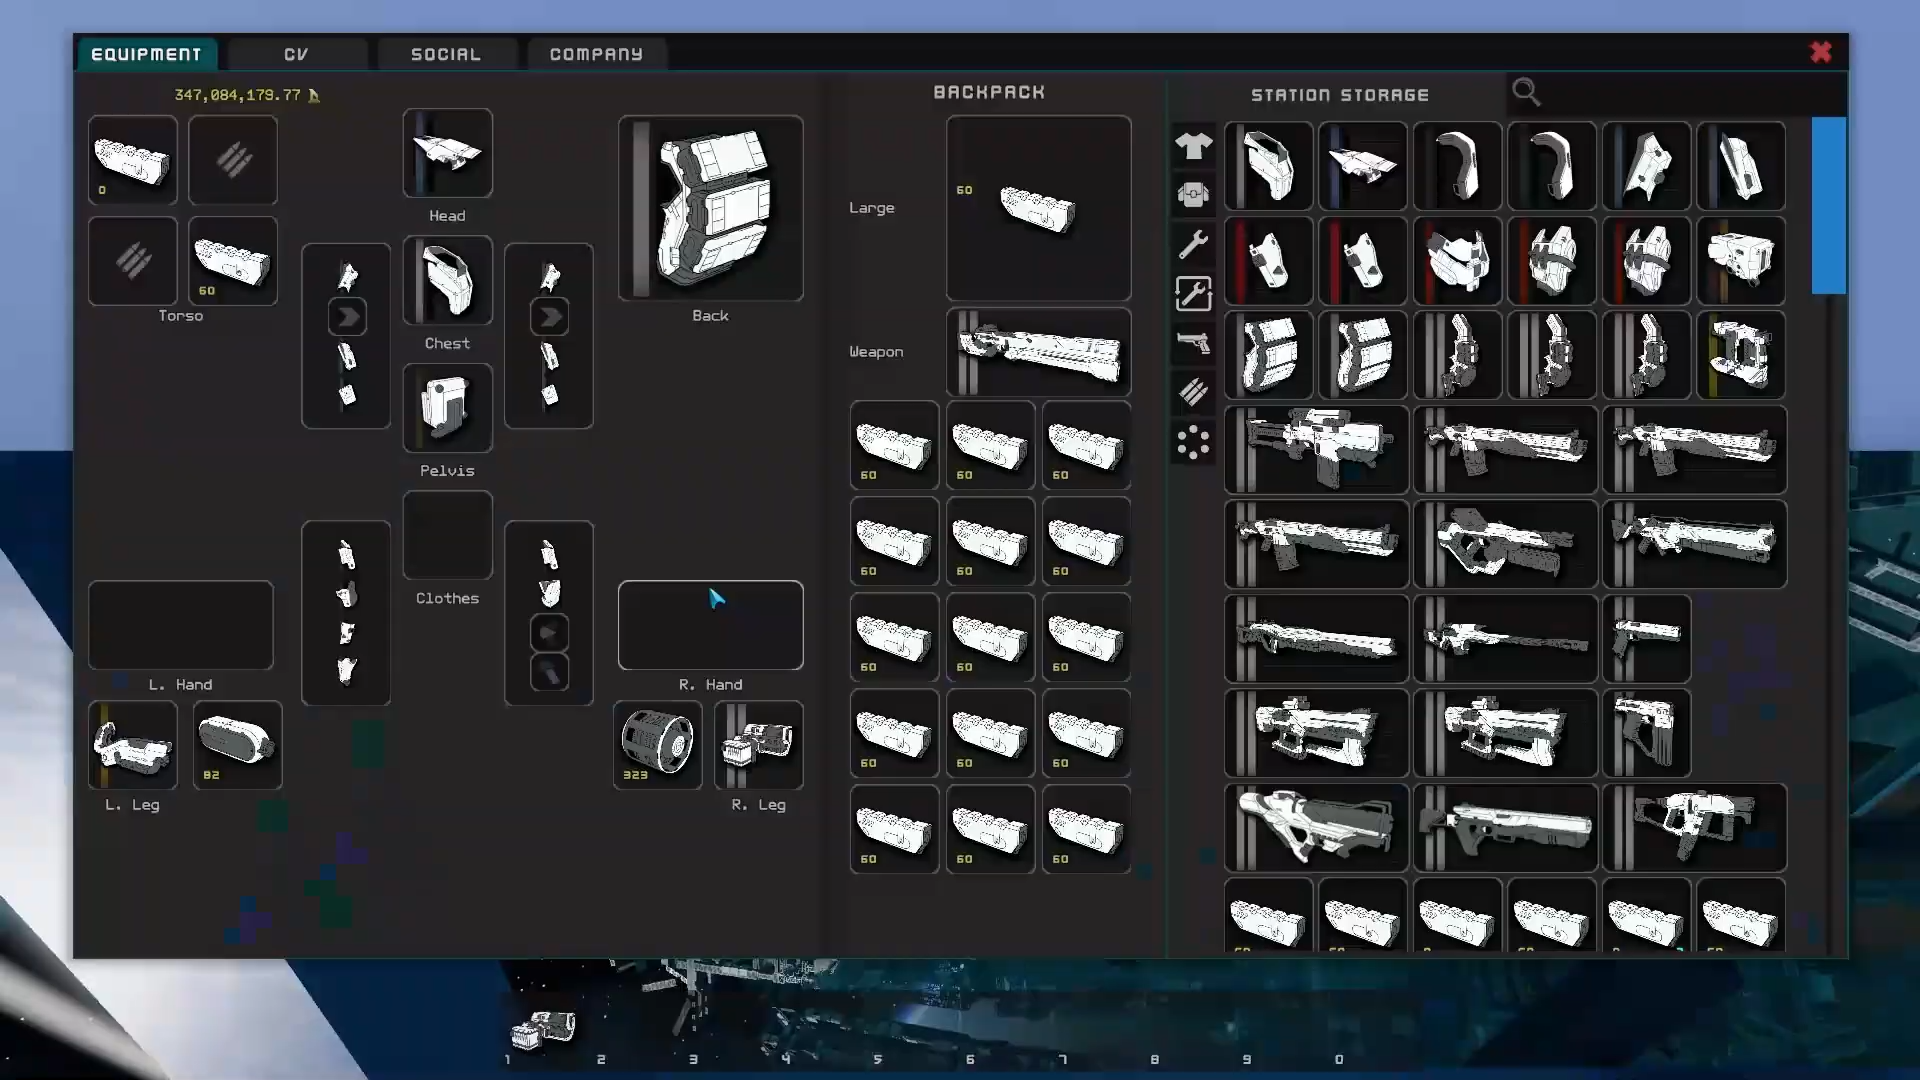 EQUIPMENT
CV
SOCIAL
COMPANY
347,084,179.77
BACKPACK
STATION STORAGE
0
60
Torso
Head
Chest
Pelvis
Clothes
Back
L. Hand
R. Hand
82
323
L. Leg
R. Leg
Large
60
Weapon
60 60 60
60 60 60
60 60 60
60 60 60
60 60 60
1 2 3 4 5 6 7 8 9 0